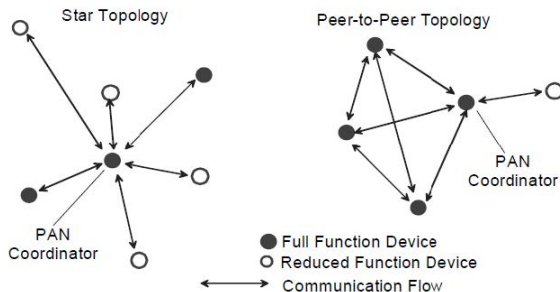 Star Topology
Peer-to-Peer Topology
PAN
Coordinator
PAN
Coordinator
Full Function Device
Reduced Function Device
Communication Flow